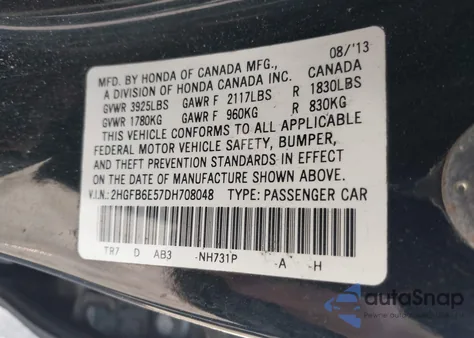 08/'13
MFD. BY HONDA OF CANADA MFG., CANADA
A DIVISION OF HONDA CANADA INC.
GVWR 3925LBS GAWR F 2117LBS R 1830LBS
GVWR 1780KG GAWR F 960KG R 830KG
THIS VEHICLE CONFORMS TO ALL APPLICABLE
FEDERAL MOTOR VEHICLE SAFETY, BUMPER,
AND THEFT PREVENTION STANDARDS IN EFFECT
ON THE DATE OF MANUFACTURE SHOWN ABOVE.
V.I.N.: 2HGFB6E57DH708048 TYPE: PASSENGER CAR
TR7 D AB3 -NH731P -A -H
autoSnap